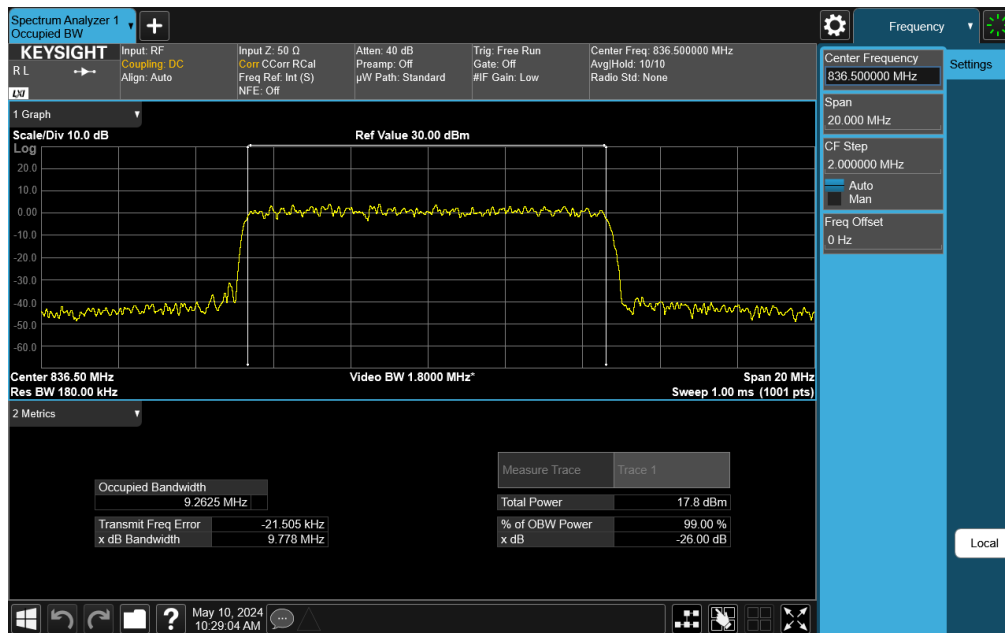 Spectrum Analyzer 1
Occupied BW
Frequency
KEYSIGHT
R L
LXI
Input: RF
Coupling: DC
Align: Auto
Input Z: 50 Ω
Corr CCorr RCal
Freq Ref: Int (S)
NFE: Off
Atten: 40 dB
Preamp: Off
µW Path: Standard
Trig: Free Run
Gate: Off
#IF Gain: Low
Center Freq: 836.500000 MHz
Avg|Hold: 10/10
Radio Std: None
Center Frequency
836.500000 MHz
Settings
Span
20.000 MHz
CF Step
2.000000 MHz
Auto
Man
Freq Offset
0 Hz
1 Graph
Scale/Div 10.0 dB
Ref Value 30.00 dBm
Log
20.0
10.0
0.00
-10.0
-20.0
-30.0
-40.0
-50.0
-60.0
Center 836.50 MHz
Video BW 1.8000 MHz*
Span 20 MHz
Res BW 180.00 kHz
Sweep 1.00 ms (1001 pts)
2 Metrics
Measure Trace Trace 1
Occupied Bandwidth
9.2625 MHz
Total Power 17.8 dBm
Transmit Freq Error -21.505 kHz
% of OBW Power 99.00 %
x dB Bandwidth 9.778 MHz
x dB -26.00 dB
Local
?
May 10, 2024
10:29:04 AM